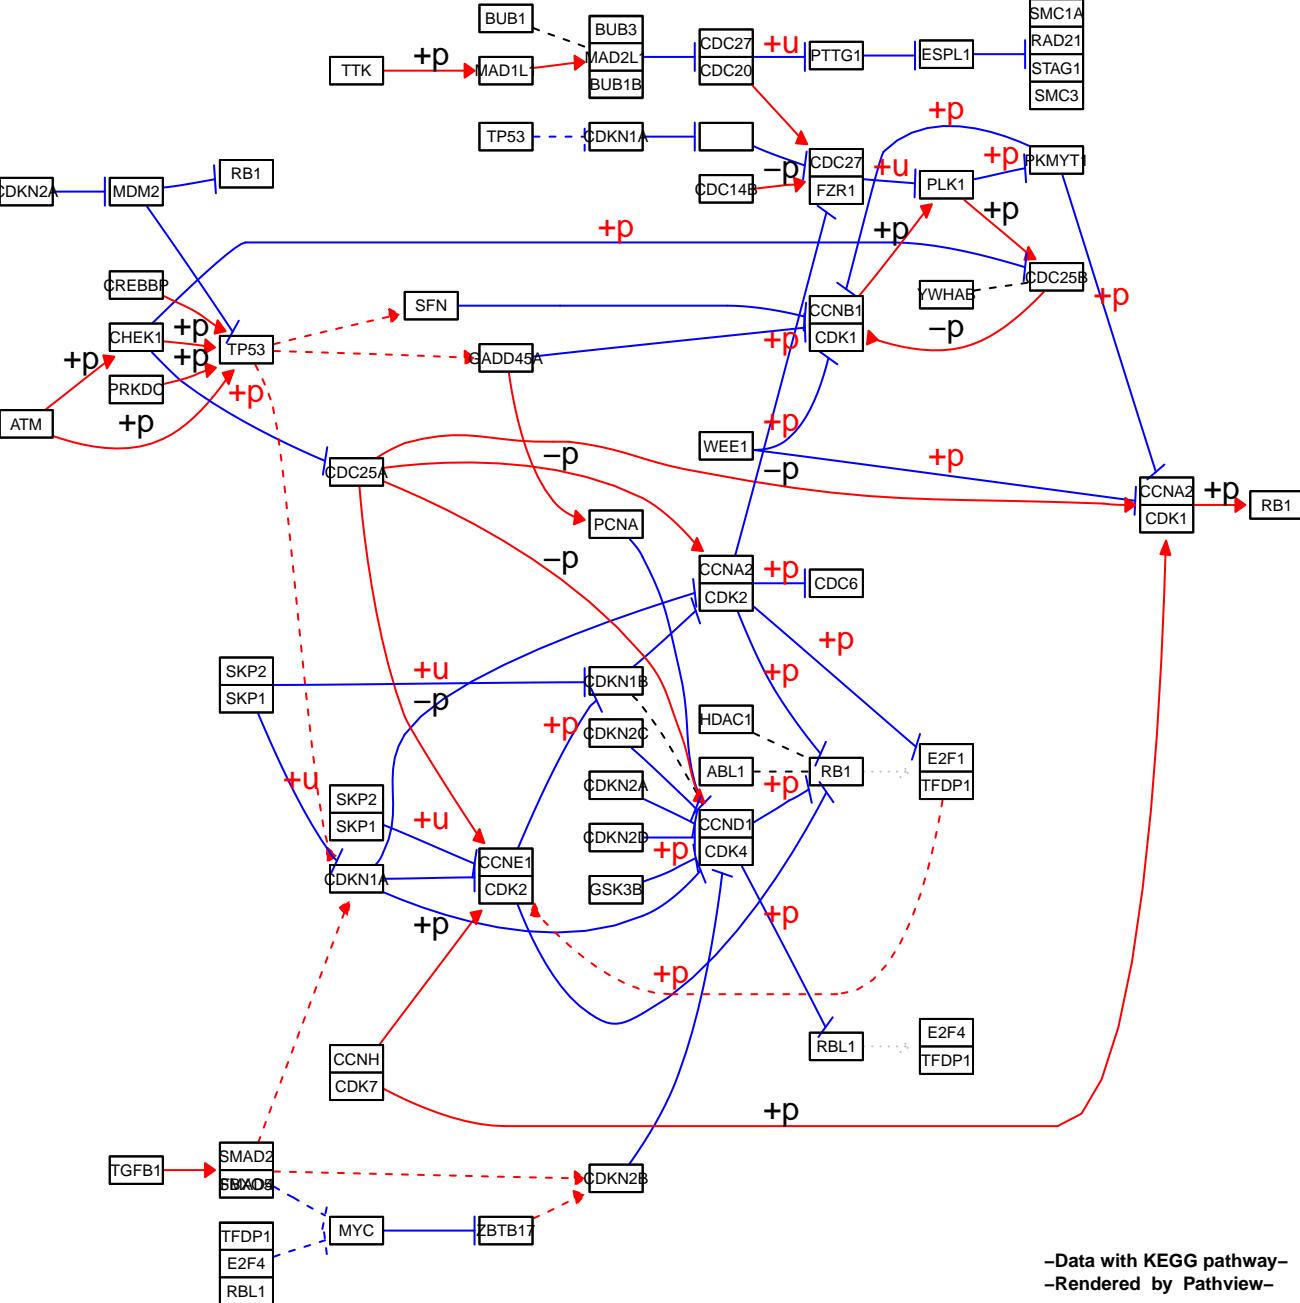 SMC1A
BUB1
BUB3
CDC27
+u
RAD21
MAD2L1
PTTG1
ESPL1
+p
TTK
MAD1L1
CDC20
STAG1
BUB1B
SMC3
+p
TP53
CDKN1A
CDC27
+u
+p
PKMYT1
RB1
–p
CDKN2A
MDM2
CDC14B
FZR1
PLK1
+p
+p
+p
CREBBP
CDC25B
YWHAB
+p
SFN
CCNB1
CHEK1
+p
+p
CDK1
–p
TP53
+p
+p
GADD45A
PRKDC
+p
ATM
+p
+p
WEE1
–p
+p
–p
CDC25A
CCNA2
+p
RB1
PCNA
CDK1
–p
CCNA2
+p
CDC6
CDK2
+p
SKP2
+u
+p
CDKN1B
SKP1
–p
HDAC1
+p
CDKN2C
E2F1
ABL1
RB1
+u
CDKN2A
+p
TFDP1
SKP2
SKP1
+u
CCND1
CDKN2D
+p
CDK4
CCNE1
CDKN1A
CDK2
GSK3B
+p
+p
+p
CCNH
RBL1
E2F4
CDK7
TFDP1
+p
SMAD2
TGFB1
CDKN2B
TFDP1
MYC
ZBTB17
E2F4
RBL1
–Data with KEGG pathway–
–Rendered by Pathview–